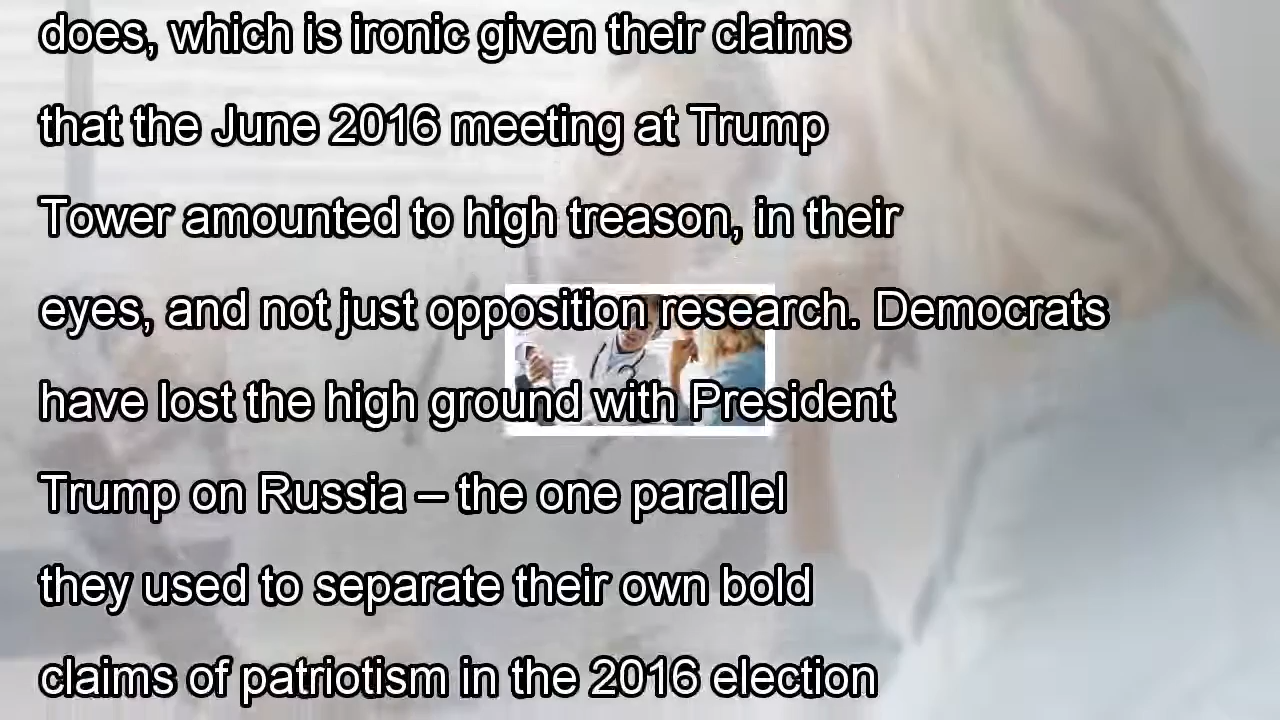 does, which is ironic given their claims
that the June 2016 meeting at Trump
Tower amounted to high treason, in their
eyes, and not just opposition research. Democrats
have lost the high ground with President
Trump on Russia – the one parallel
they used to separate their own bold
claims of patriotism in the 2016 election